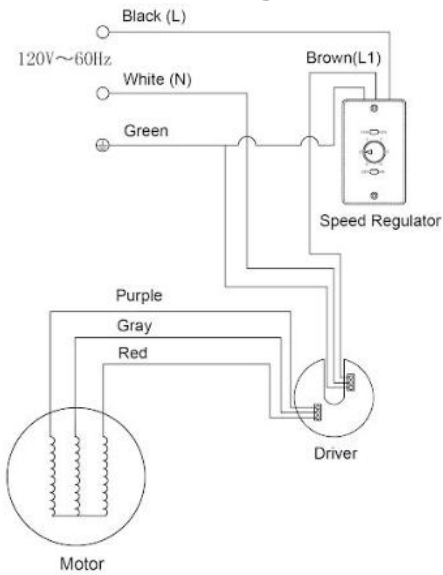 Black (L)
120V～60Hz
Brown(L1)
White (N)
Green
Speed Regulator
Purple
Gray
Red
Driver
Motor